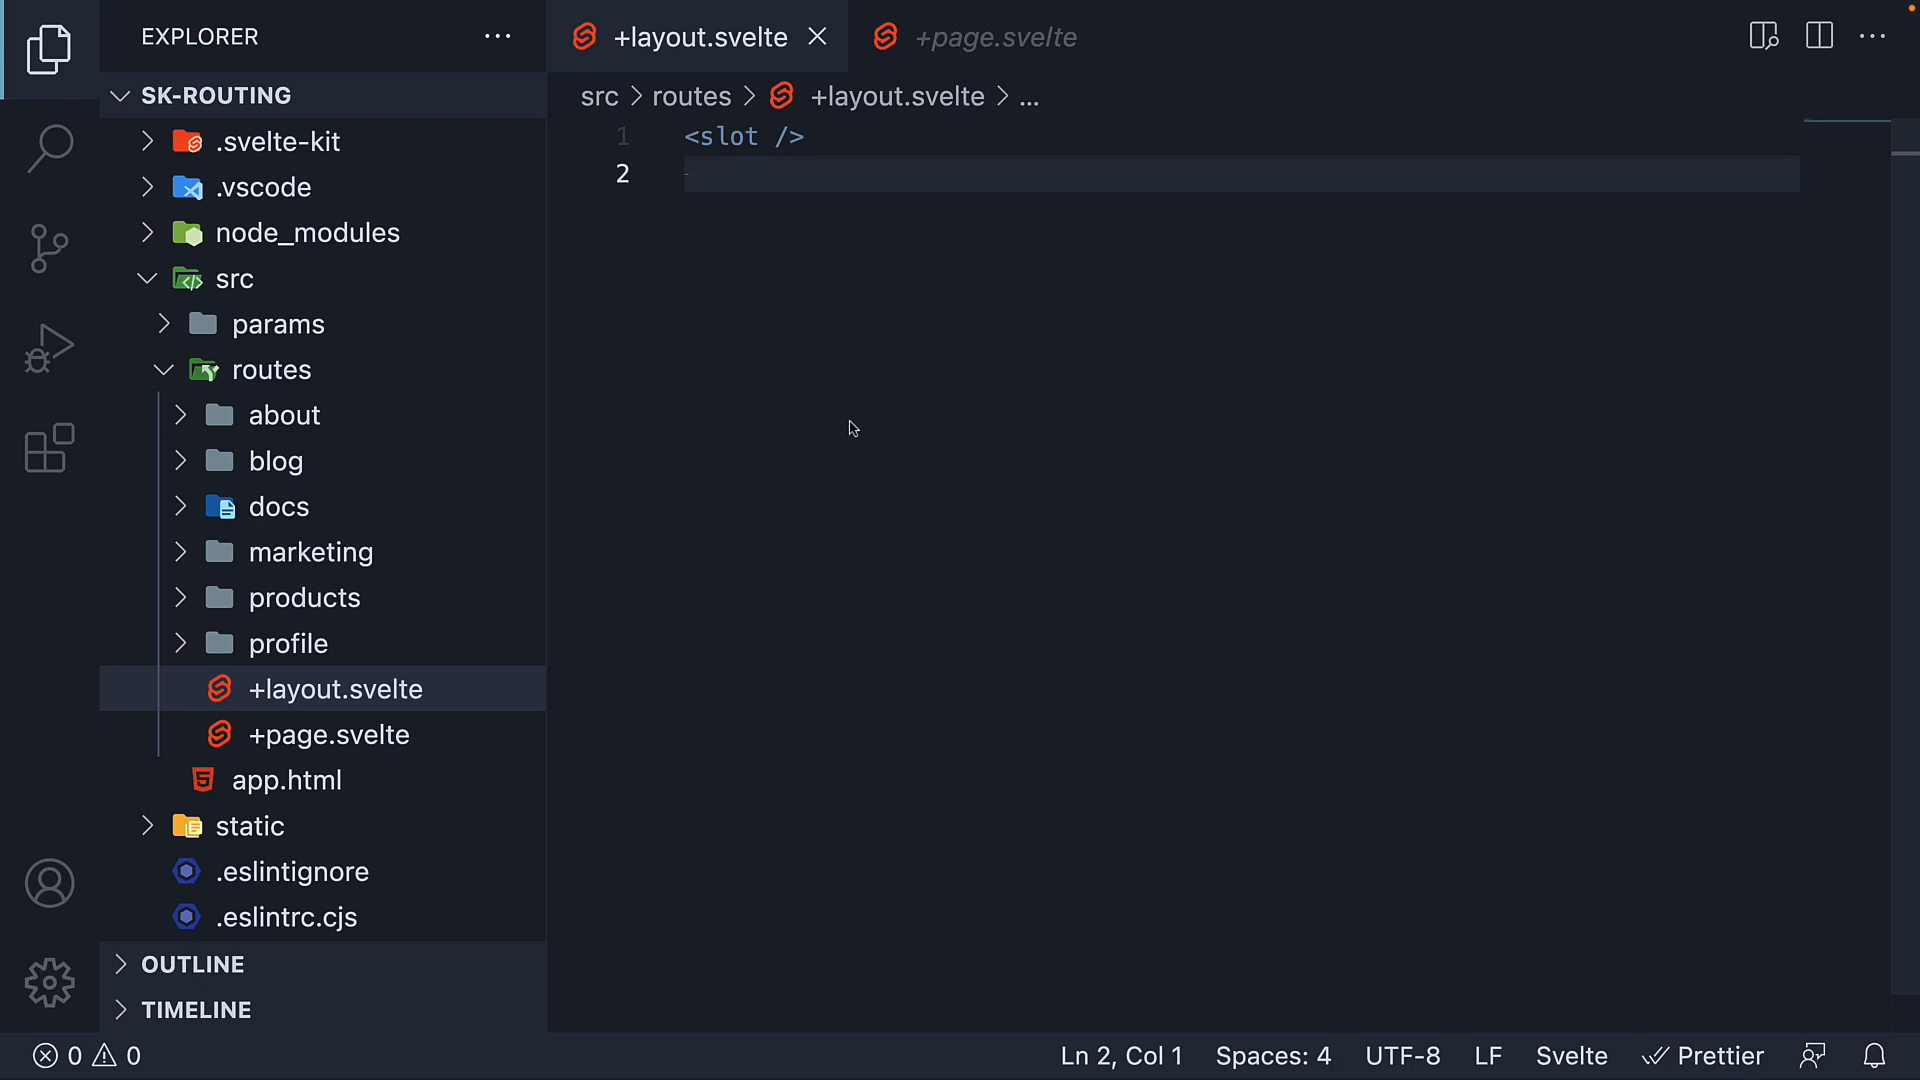 EXPLORER
SK-ROUTING
.svelte-kit
.vscode
node_modules
src
params
routes
about
blog
docs
marketing
products
profile
+layout.svelte
+page.svelte
app.html
static
.eslintignore
.eslintrc.cjs
OUTLINE
TIMELINE
+layout.svelte
+page.svelte
src > routes > +layout.svelte > ...
1 <slot />
2
0 0
Ln 2, Col 1 Spaces: 4 UTF-8 LF Svelte Prettier